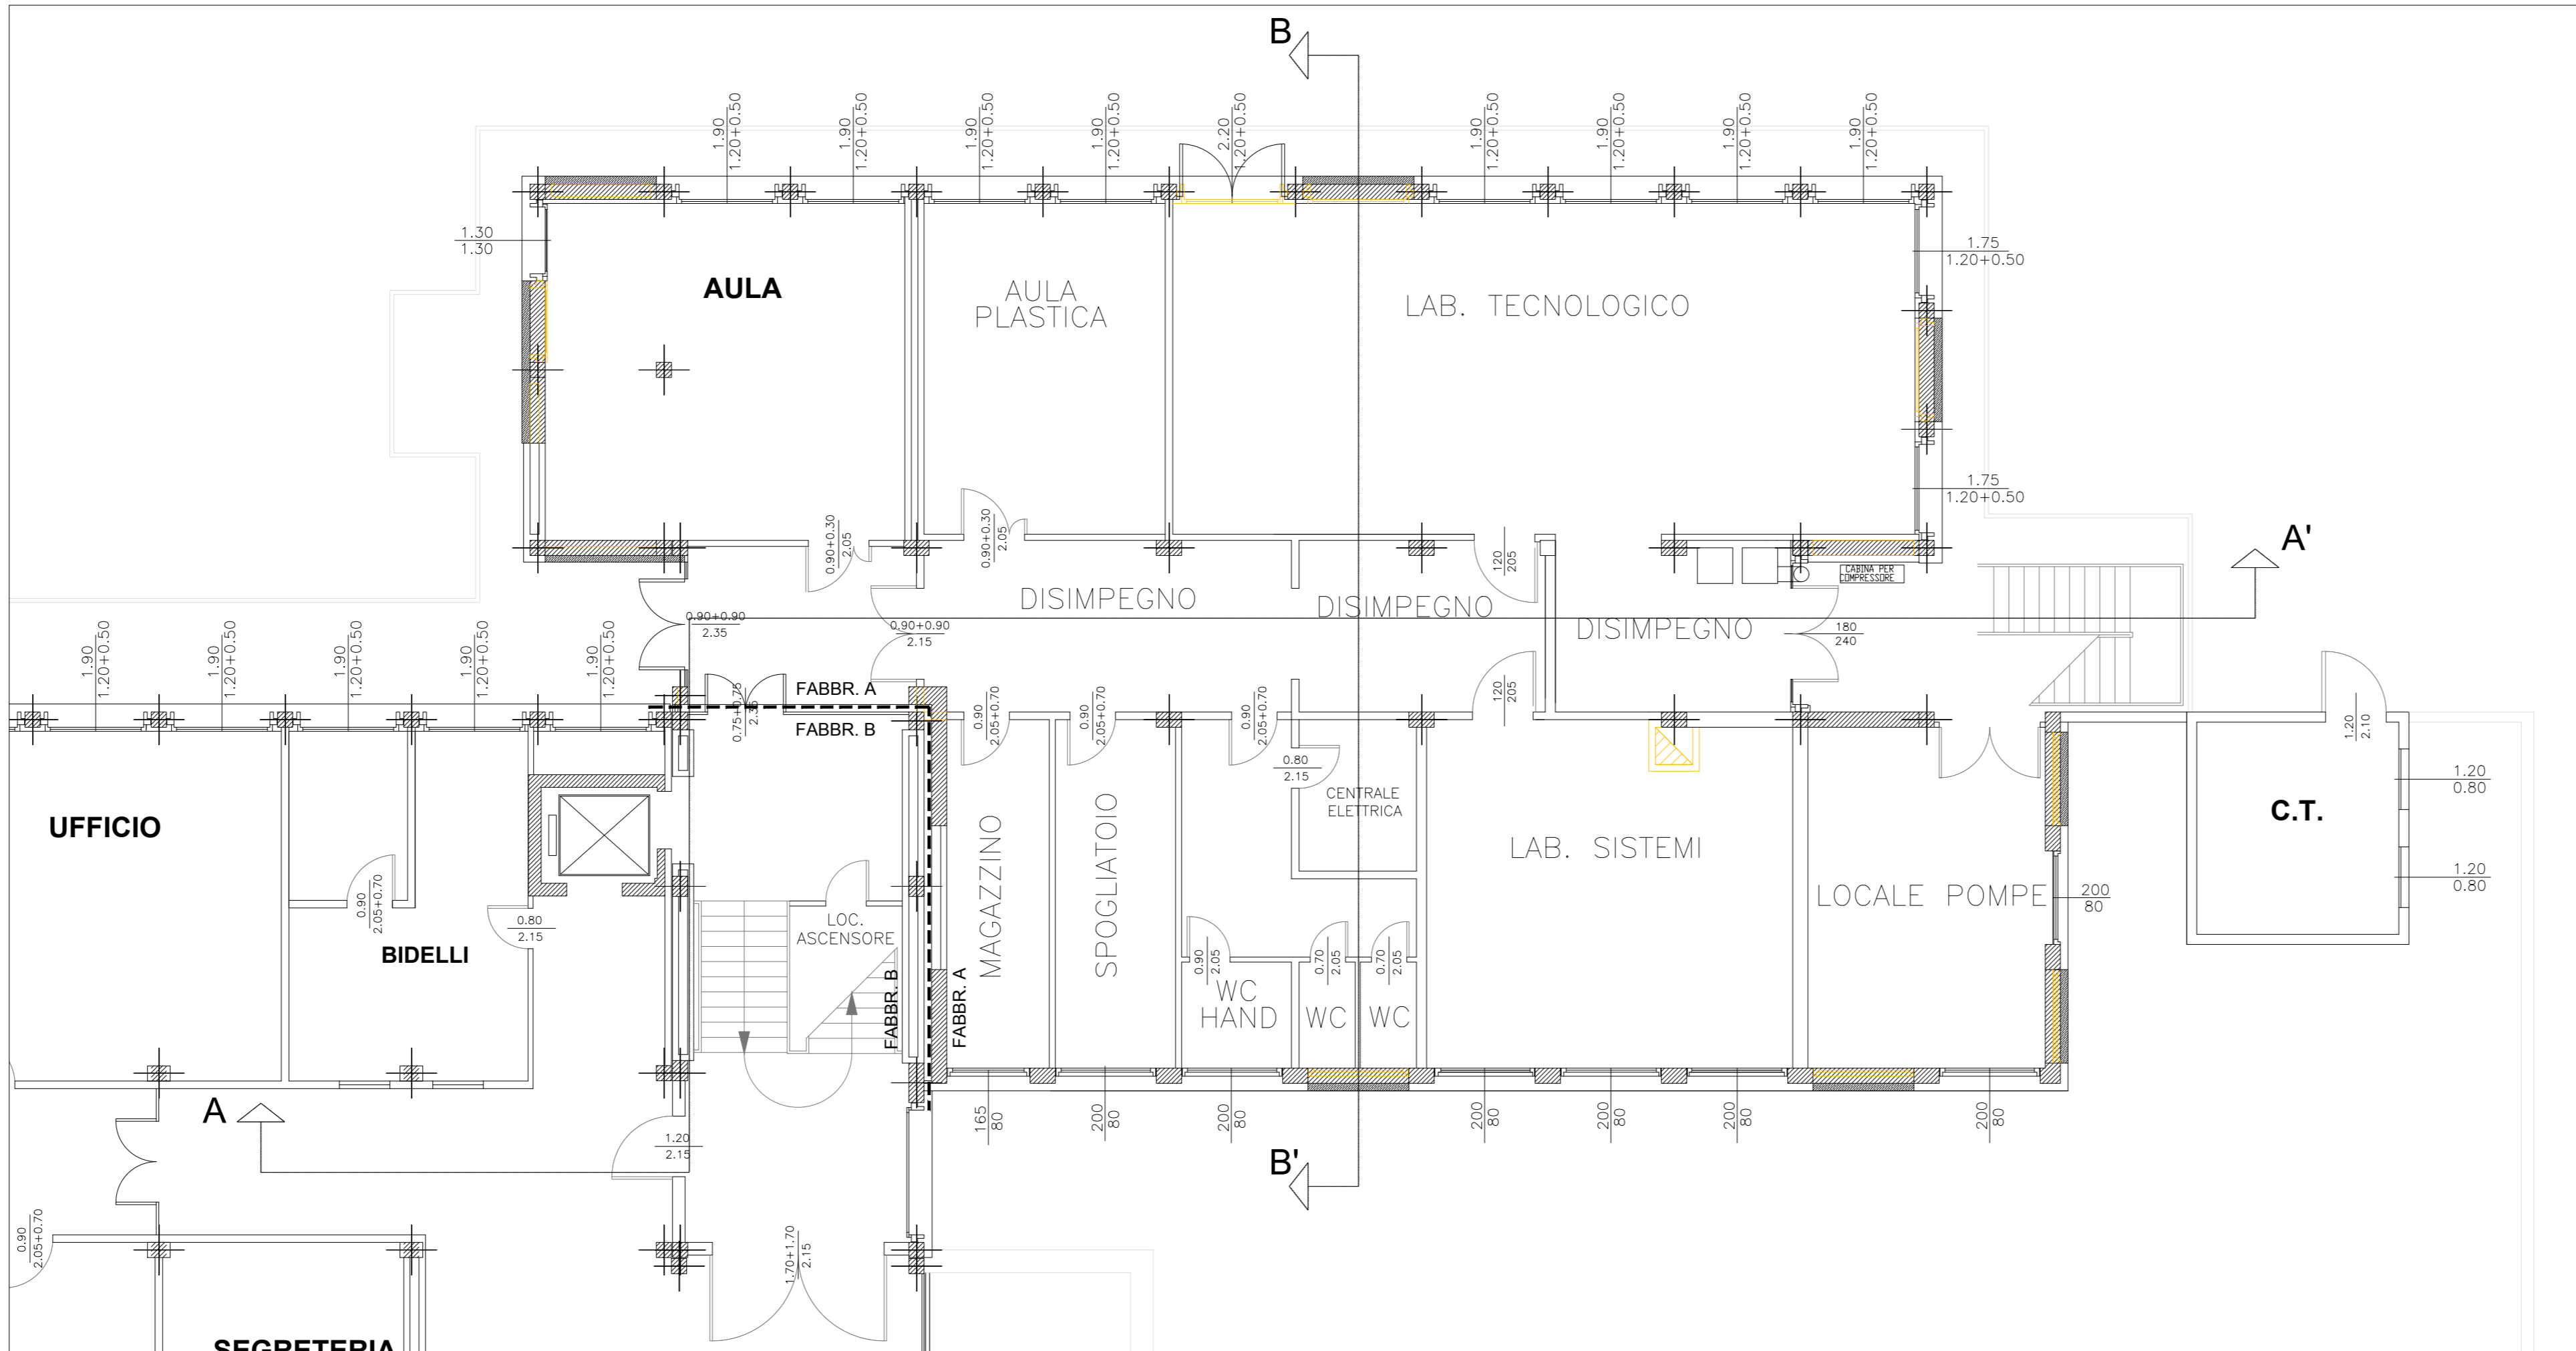 B
1.90
1.20+0.50
1.90
1.20+0.50
1.90
1.20+0.50
1.90
1.20+0.50
2.20
1.20+0.50
1.90
1.20+0.50
1.90
1.20+0.50
1.90
1.20+0.50
1.90
1.20+0.50
1.30
1.30
1.75
1.20+0.50
AULA
AULA
PLASTICA
LAB. TECNOLOGICO
1.75
1.20+0.50
0.90+0.30
2.05
0.90+0.30
2.05
120
205
A'
CABINA PER
COMPRESSORE
DISIMPEGNO
DISIMPEGNO
DISIMPEGNO
0.90+0.90
2.35
0.90+0.90
2.15
180
240
1.90
1.20+0.50
1.90
1.20+0.50
1.90
1.20+0.50
1.90
1.20+0.50
1.90
1.20+0.50
FABBR. A
FABBR. B
0.75+0.75
2.35
0.90
2.05+0.70
0.90
2.05+0.70
0.90
2.05+0.70
120
205
1.20
2.10
0.80
2.15
CENTRALE
ELETTRICA
1.20
0.80
C.T.
1.20
0.80
UFFICIO
MAGAZZINO
SPOGLIATOIO
LAB. SISTEMI
LOCALE POMPE
200
80
0.90
2.05+0.70
0.80
2.15
BIDELLI
LOC.
ASCENSORE
FABBR. B
FABBR. A
0.90
2.05
0.70
2.05
0.70
2.05
WC
HAND
WC
WC
A
165
80
200
80
200
80
200
80
200
80
200
80
200
80
1.20
2.15
B'
0.90
2.05+0.70
1.70+1.70
2.15
SEGRETERIA